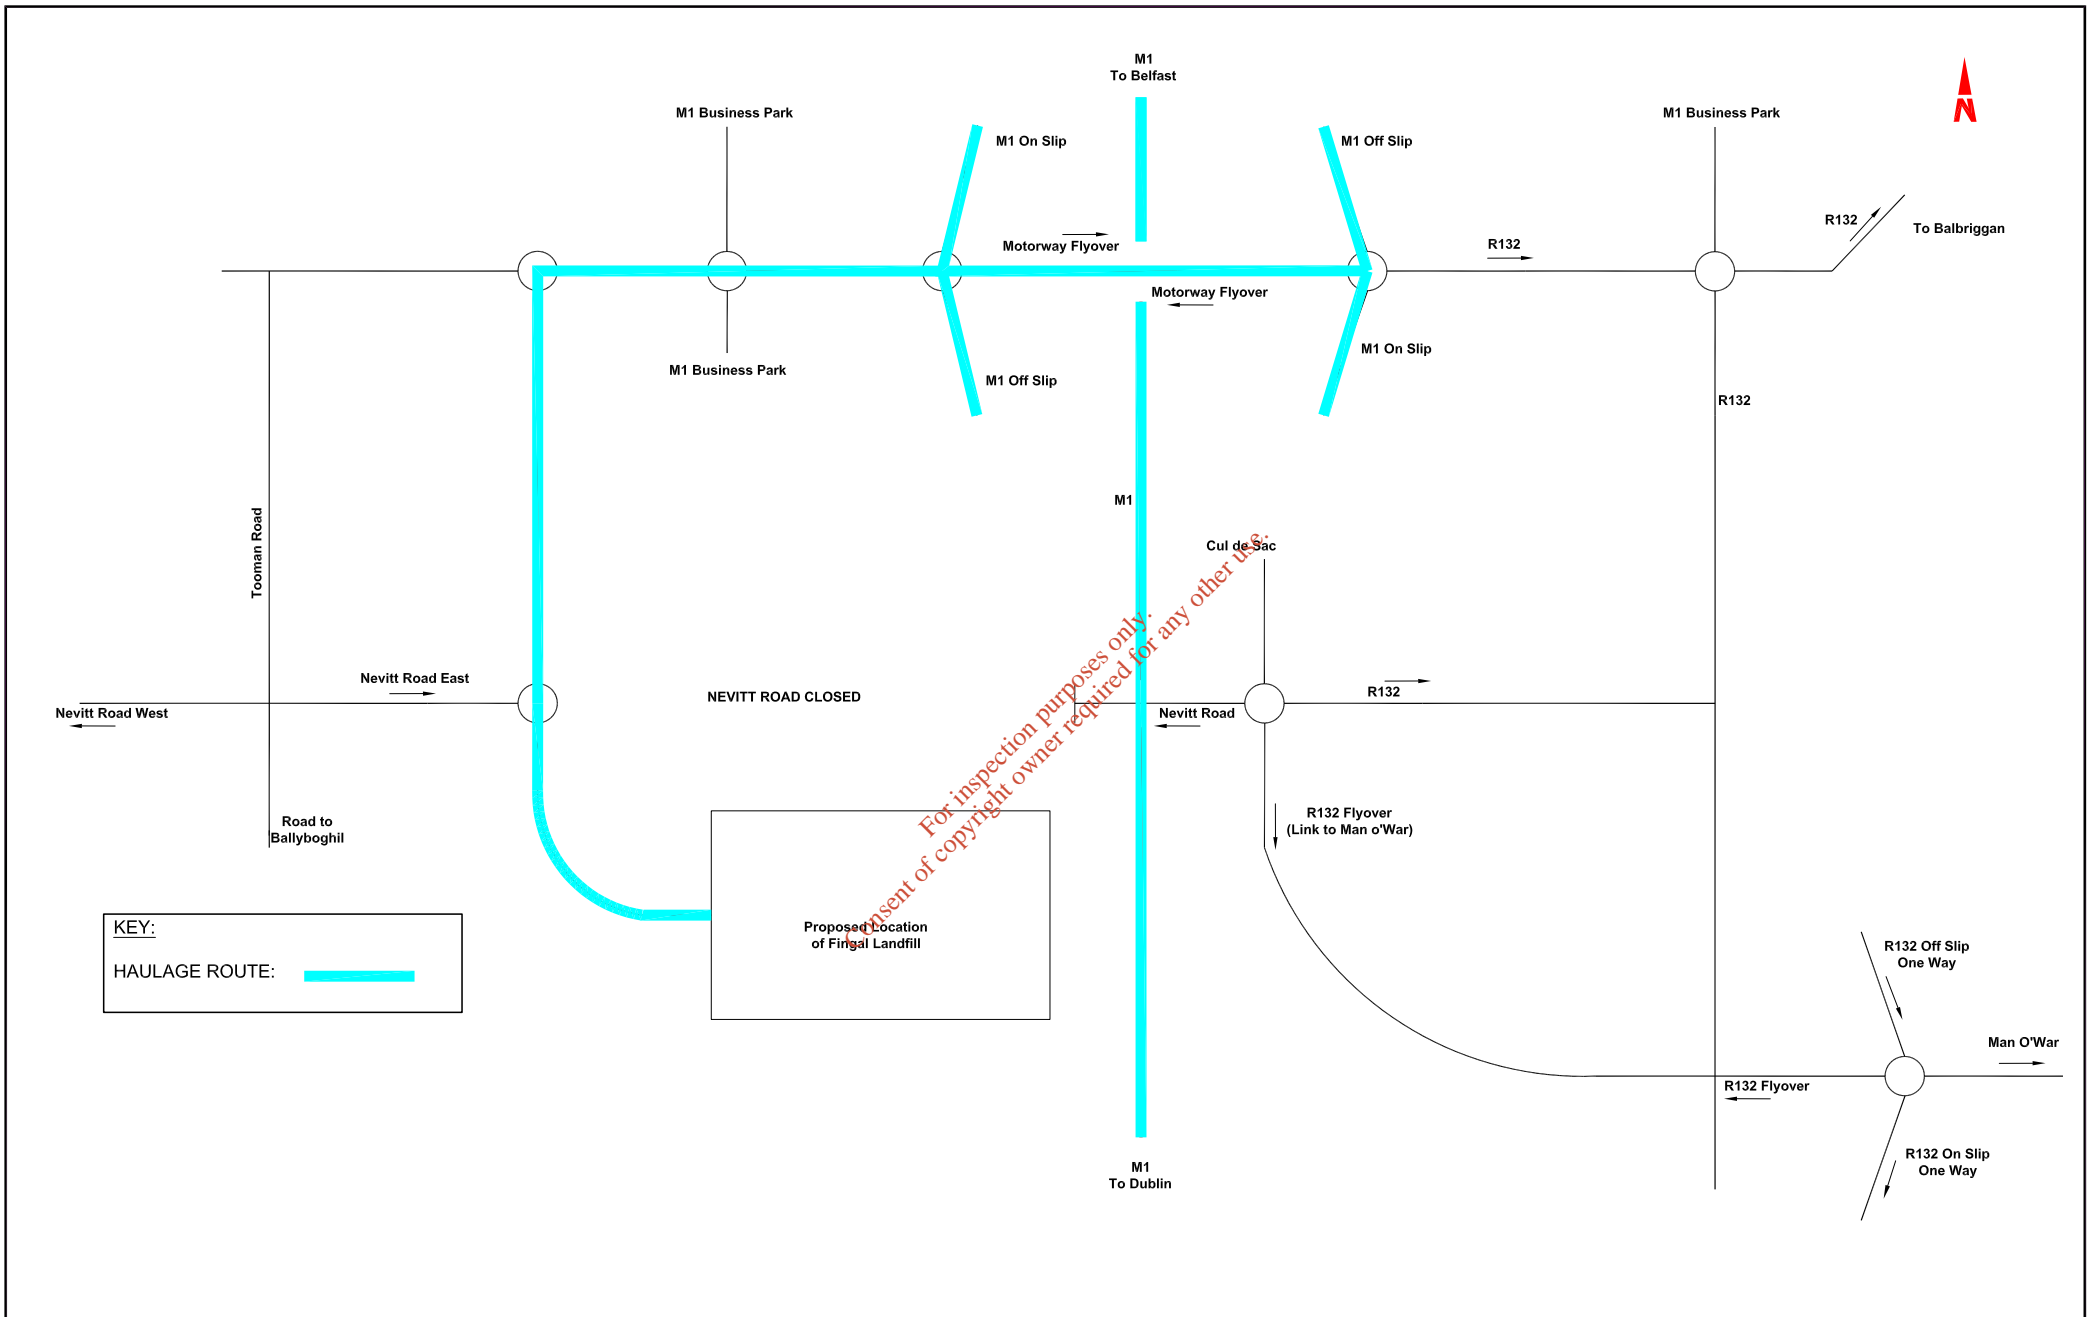 M1
To Belfast
M1 Business Park
M1 Business Park
M1 On Slip
M1 Off Slip
N
R132
To Balbriggan
R132
Motorway Flyover
Motorway Flyover
M1 On Slip
M1 Business Park
M1 Off Slip
R132
M1
Tooman Road
Cul de Sac
Nevitt Road East
NEVITT ROAD CLOSED
R132
Nevitt Road West
Nevitt Road
For inspection purposes only.
Consent of copyright owner required for any other use.
Road to
Ballyboghil
R132 Flyover
(Link to Man o'War)
KEY:
HAULAGE ROUTE:
Proposed Location
of Fingal Landfill
R132 Off Slip
One Way
Man O'War
R132 Flyover
R132 On Slip
One Way
M1
To Dublin